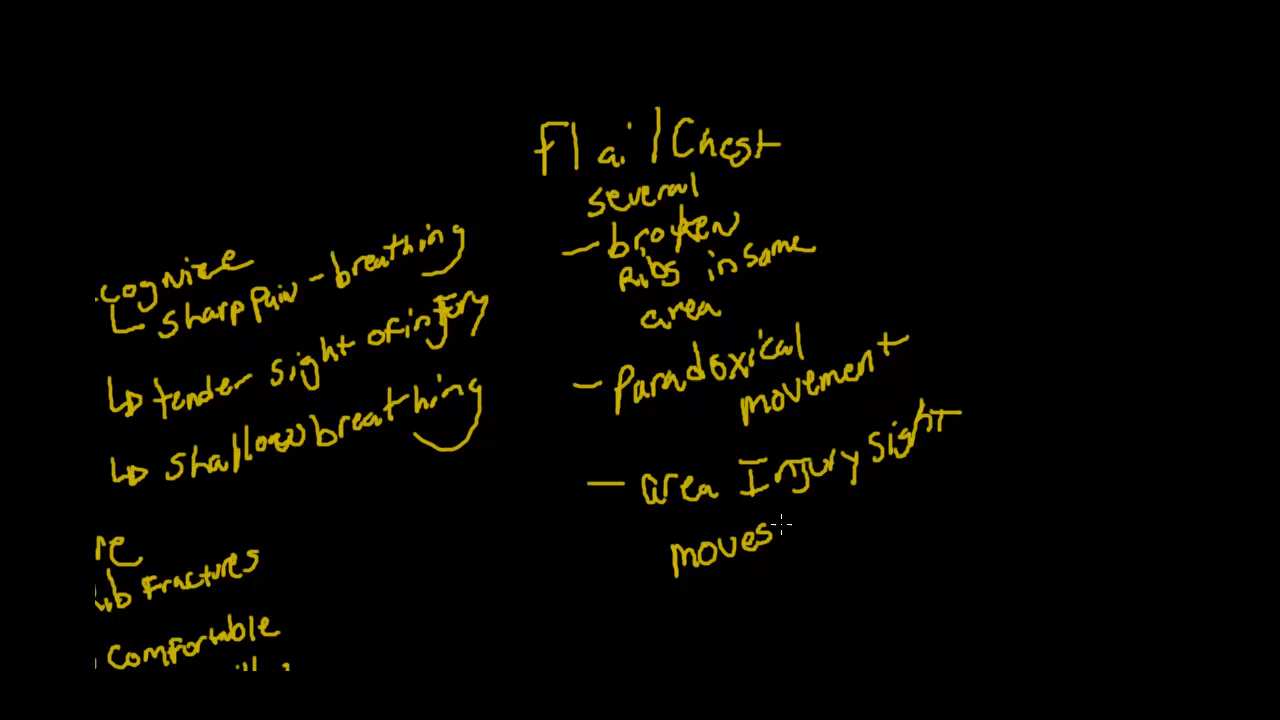 Flail Chest
several
- broken
Ribs in same
area
- Paradoxical
movement
- area Injury Sight
moves
cognize
sharp pain - breathing
tender sight of injury
shallow breathing
re
Rib Fractures
Comfortable